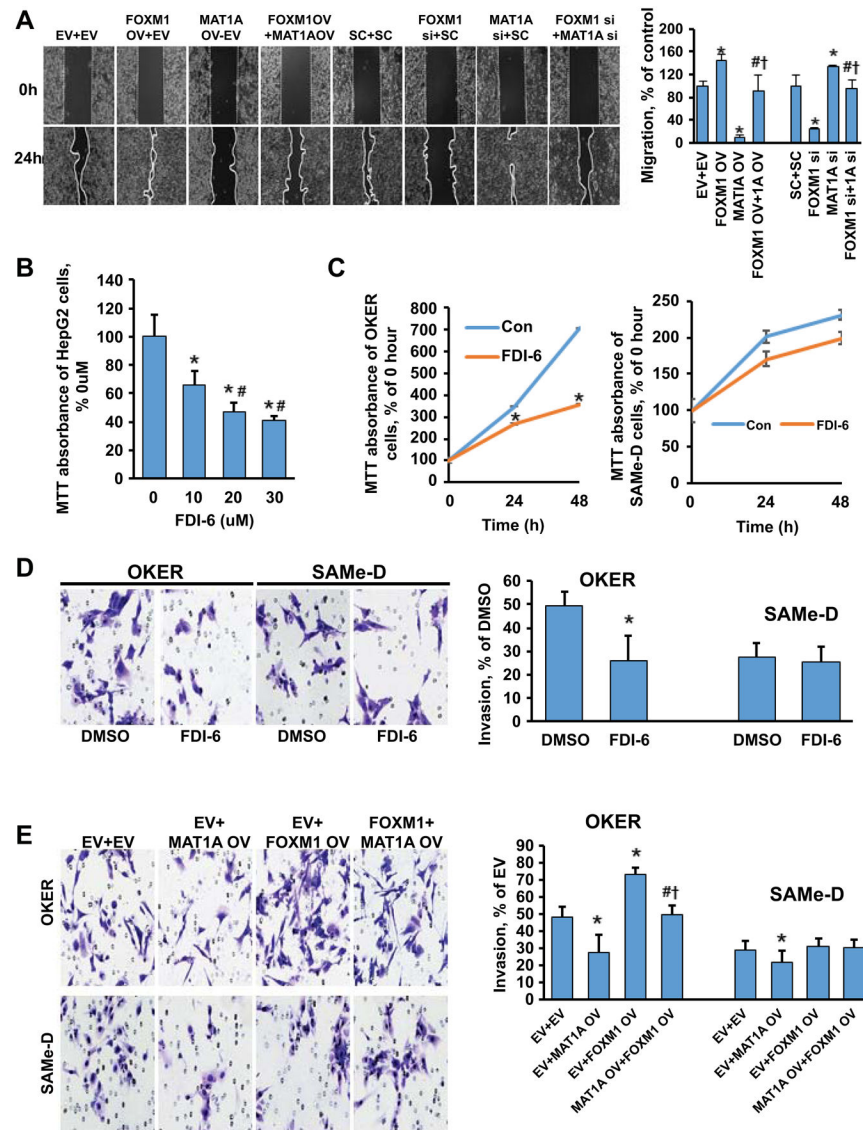 A
EV+EV
FOXM1
OV+EV
MAT1A
OV-EV
FOXM1OV
+MAT1AOV
SC+SC
FOXM1
si+SC
MAT1A
si+SC
FOXM1 si
+MAT1A si
0h
24h
Migration, % of control
200
160
120
80
40
0
*
*
#†
*
*
#†
EV+EV
FOXM1 OV
MATIA OV
FOXM1 OV+1A OV
SC+SC
FOXM1 si
MAT1A si
FOXM1 si+1A si
B
MTT absorbance of HepG2 cells,
% 0uM
140
120
100
80
60
40
20
0
*
*#
*#
0 10 20 30
FDI-6 (uM)
C
MTT absorbance of OKER
cells, % of 0 hour
800
700
600
500
400
300
200
100
0
Con
FDI-6
*
*
0 24 48
Time (h)
MTT absorbance of
SAMe-D cells, % of 0 hour
250
200
150
100
50
0
Con FDI-6
0 24 48
Time (h)
D
OKER SAMe-D
DMSO FDI-6 DMSO FDI-6
Invasion, % of DMSO
60
50
40
30
20
10
0
OKER
SAMe-D
*
DMSO FDI-6 DMSO FDI-6
E
EV+EV
EV+
MAT1A OV
EV+
FOXM1 OV
FOXM1+
MAT1A OV
OKER
SAMe-D
Invasion, % of EV
90
80
70
60
50
40
30
20
10
0
OKER
SAMe-D
*
*
#†
*
EV+EV
EV+MAT1A OV
EV+FOXM1 OV
MAT1A OV+FOXM1 OV
EV+EV
EV+MAT1A OV
EV+FOXM1 OV
MAT1A OV+FOXM1 OV